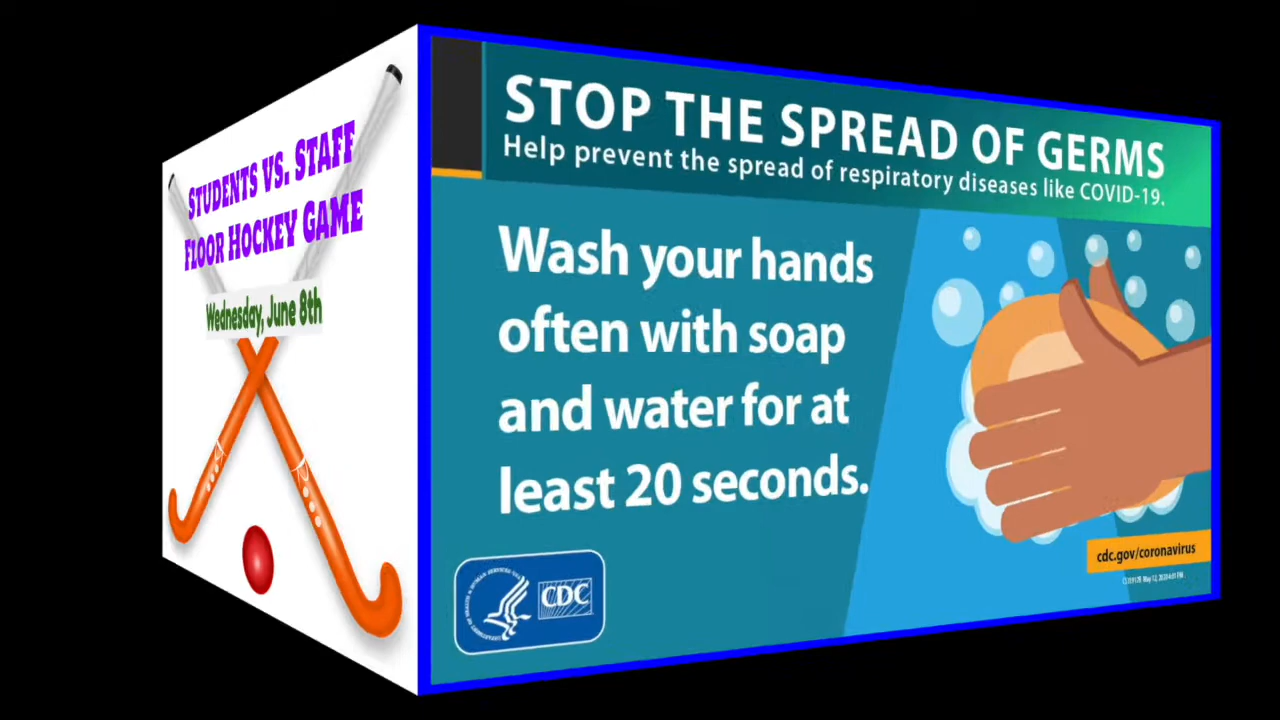 STUDENTS VS. STAFF
FLOOR HOCKEY GAME
Wednesday, June 8th
STOP THE SPREAD OF GERMS
Help prevent the spread of respiratory diseases like COVID-19.
Wash your hands
often with soap
and water for at
least 20 seconds.
CDC
cdc.gov/coronavirus